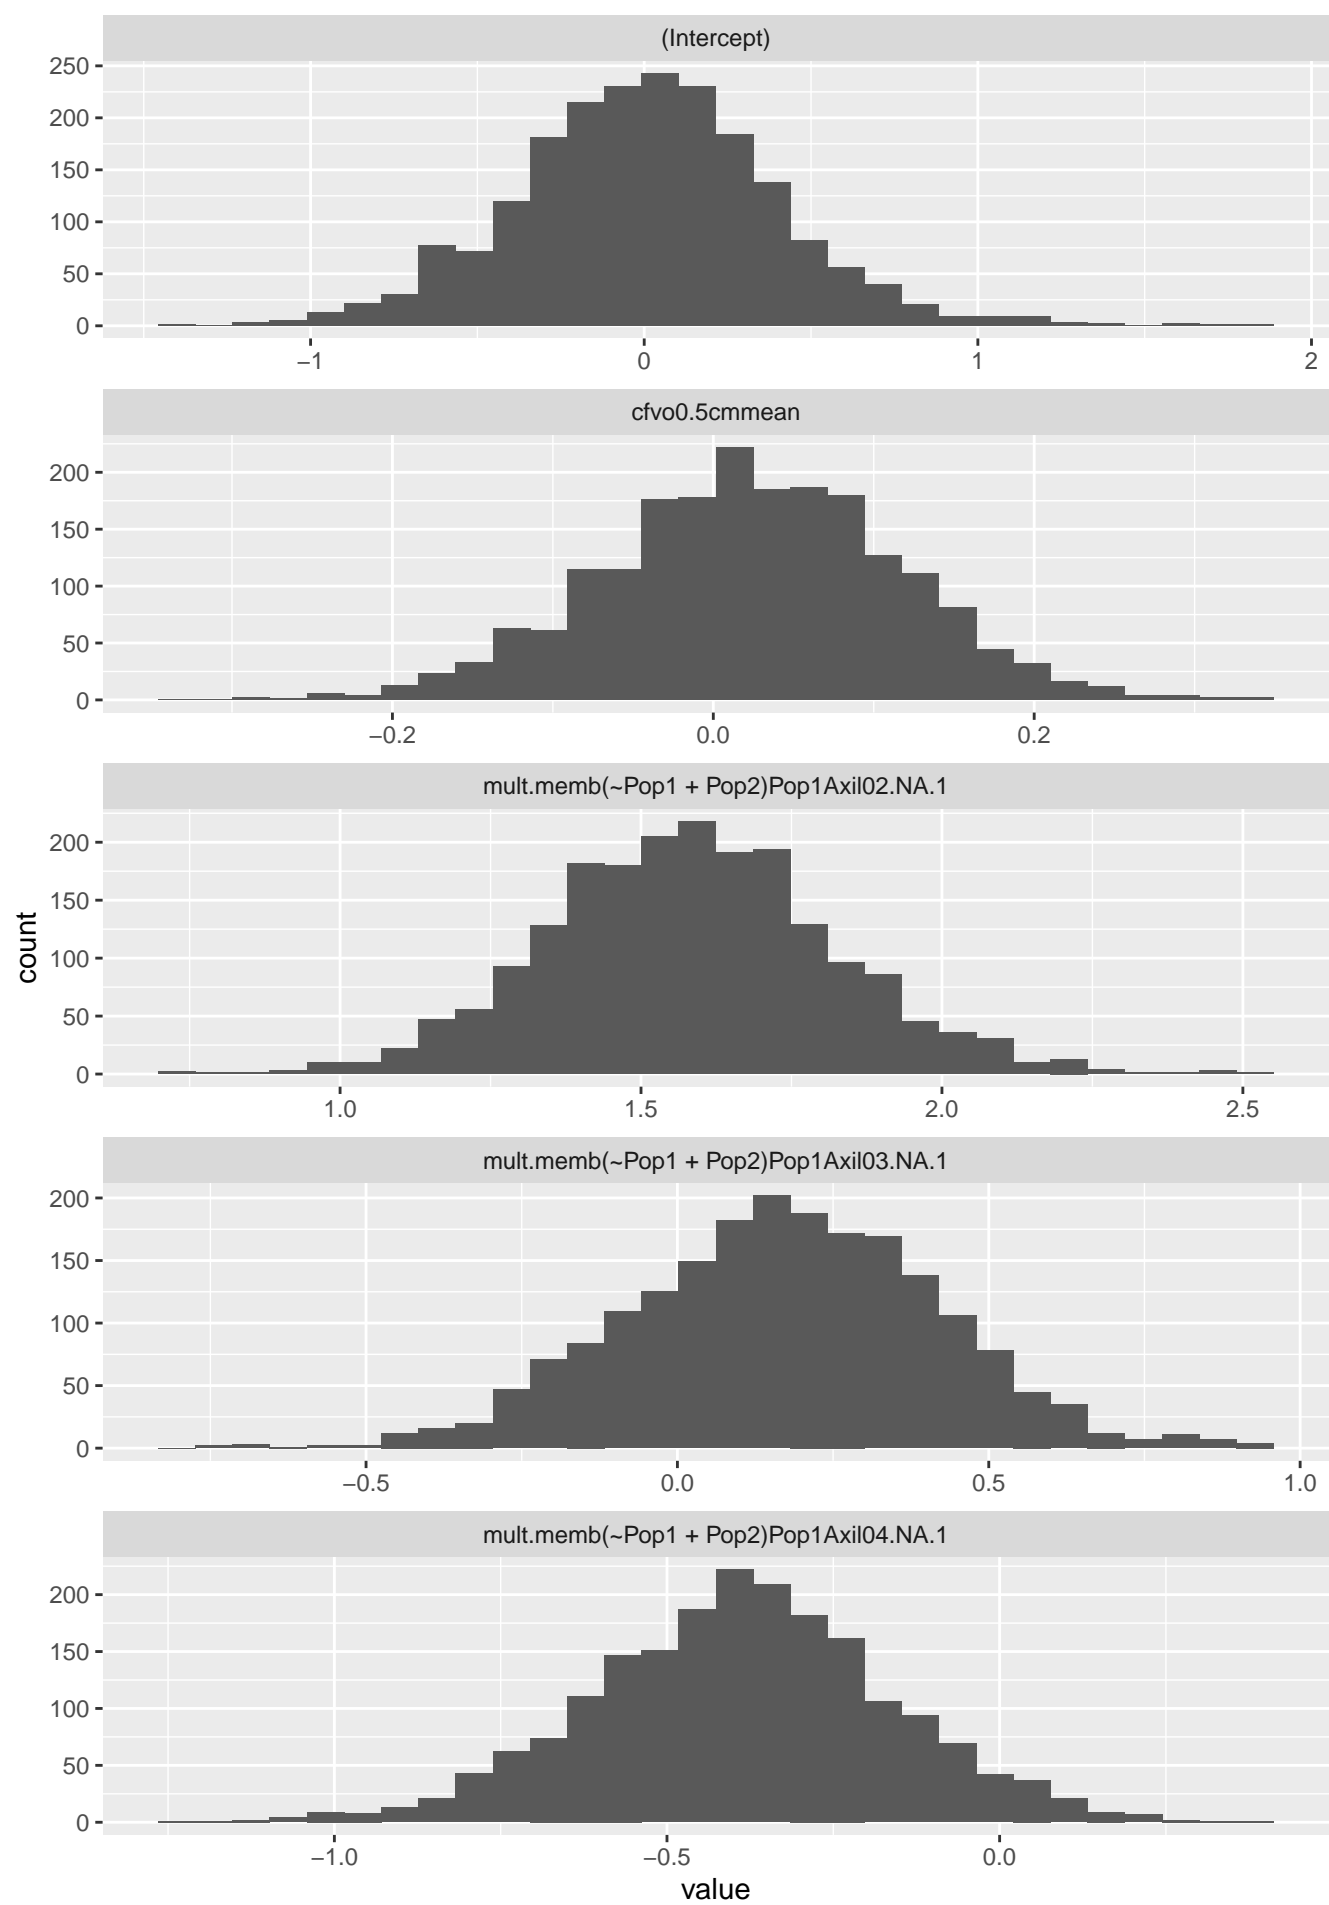 (Intercept)
250
200
150
100
50
0
−1 0 1 2
cfvo0.5cmmean
200
150
100
50
0
−0.2 0.0 0.2
mult.memb(~Pop1 + Pop2)Pop1Axil02.NA.1
200
150
100
50
0
1.0 1.5 2.0 2.5
count
mult.memb(~Pop1 + Pop2)Pop1Axil03.NA.1
200
150
100
50
0
−0.5 0.0 0.5 1.0
mult.memb(~Pop1 + Pop2)Pop1Axil04.NA.1
200
150
100
50
0
−1.0 −0.5 0.0
value